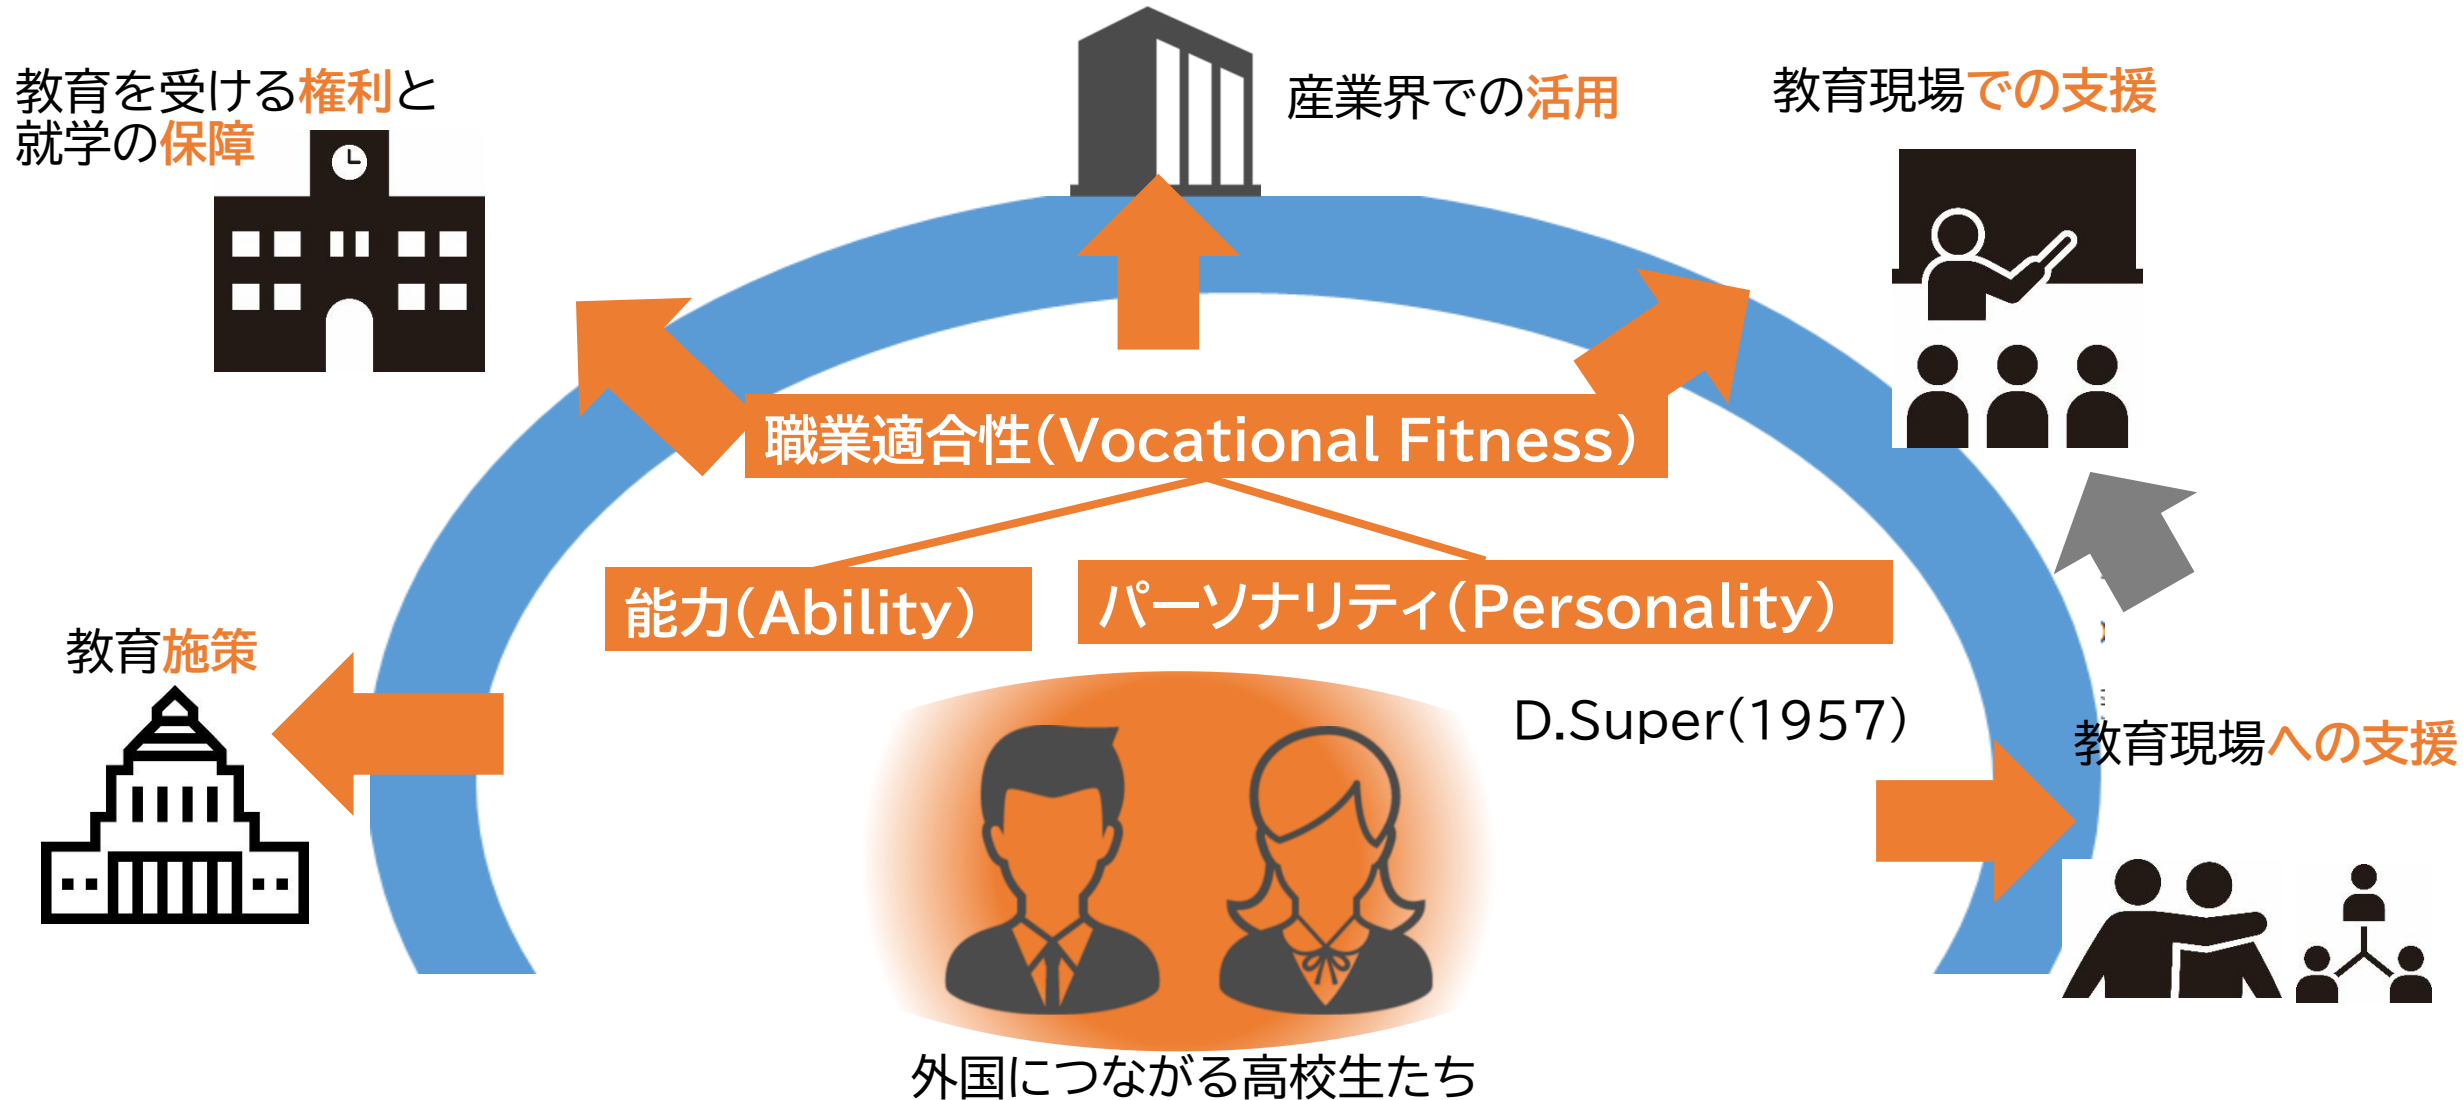 教育を受ける権利と
就学の保障
産業界での活用
教育現場での支援
職業適合性(Vocational Fitness)
能力(Ability)
パーソナリティ(Personality)
教育施策
D.Super(1957)
教育現場への支援
外国につながる高校生たち